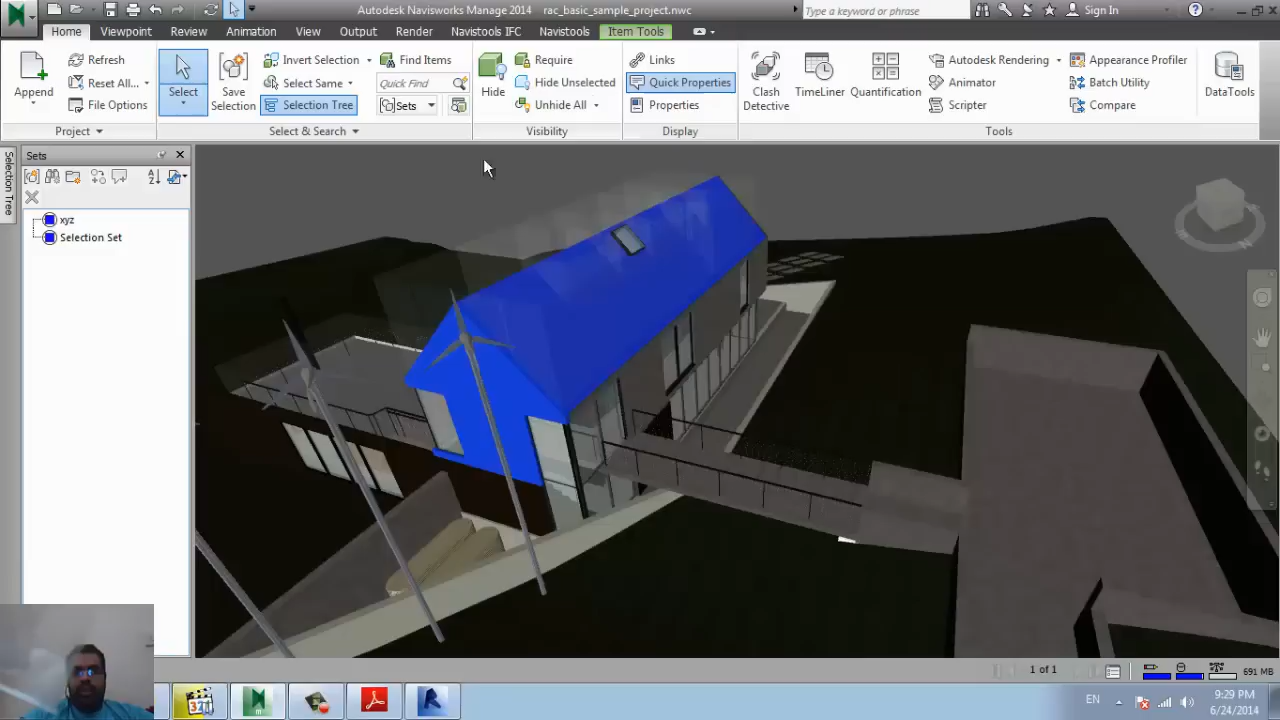 Autodesk Navisworks Manage 2014 rac_basic_sample_project.nwc
Type a keyword or phrase
Sign In
Home Viewpoint Review Animation View Output Render Navistools IFC Navistools Item Tools
Append
Refresh
Reset All...
File Options
Project
Select
Save Selection
Invert Selection
Select Same
Selection Tree
Find Items
Quick Find
Sets
Select & Search
Hide
Require
Hide Unselected
Unhide All
Visibility
Links
Quick Properties
Properties
Display
Clash Detective
TimeLiner
Quantification
Autodesk Rendering
Animator
Scripter
Appearance Profiler
Batch Utility
Compare
DataTools
Tools
Selection Tree
Sets
xyz
Selection Set
1 of 1
691 MB
321
EN
9:29 PM
6/24/2014